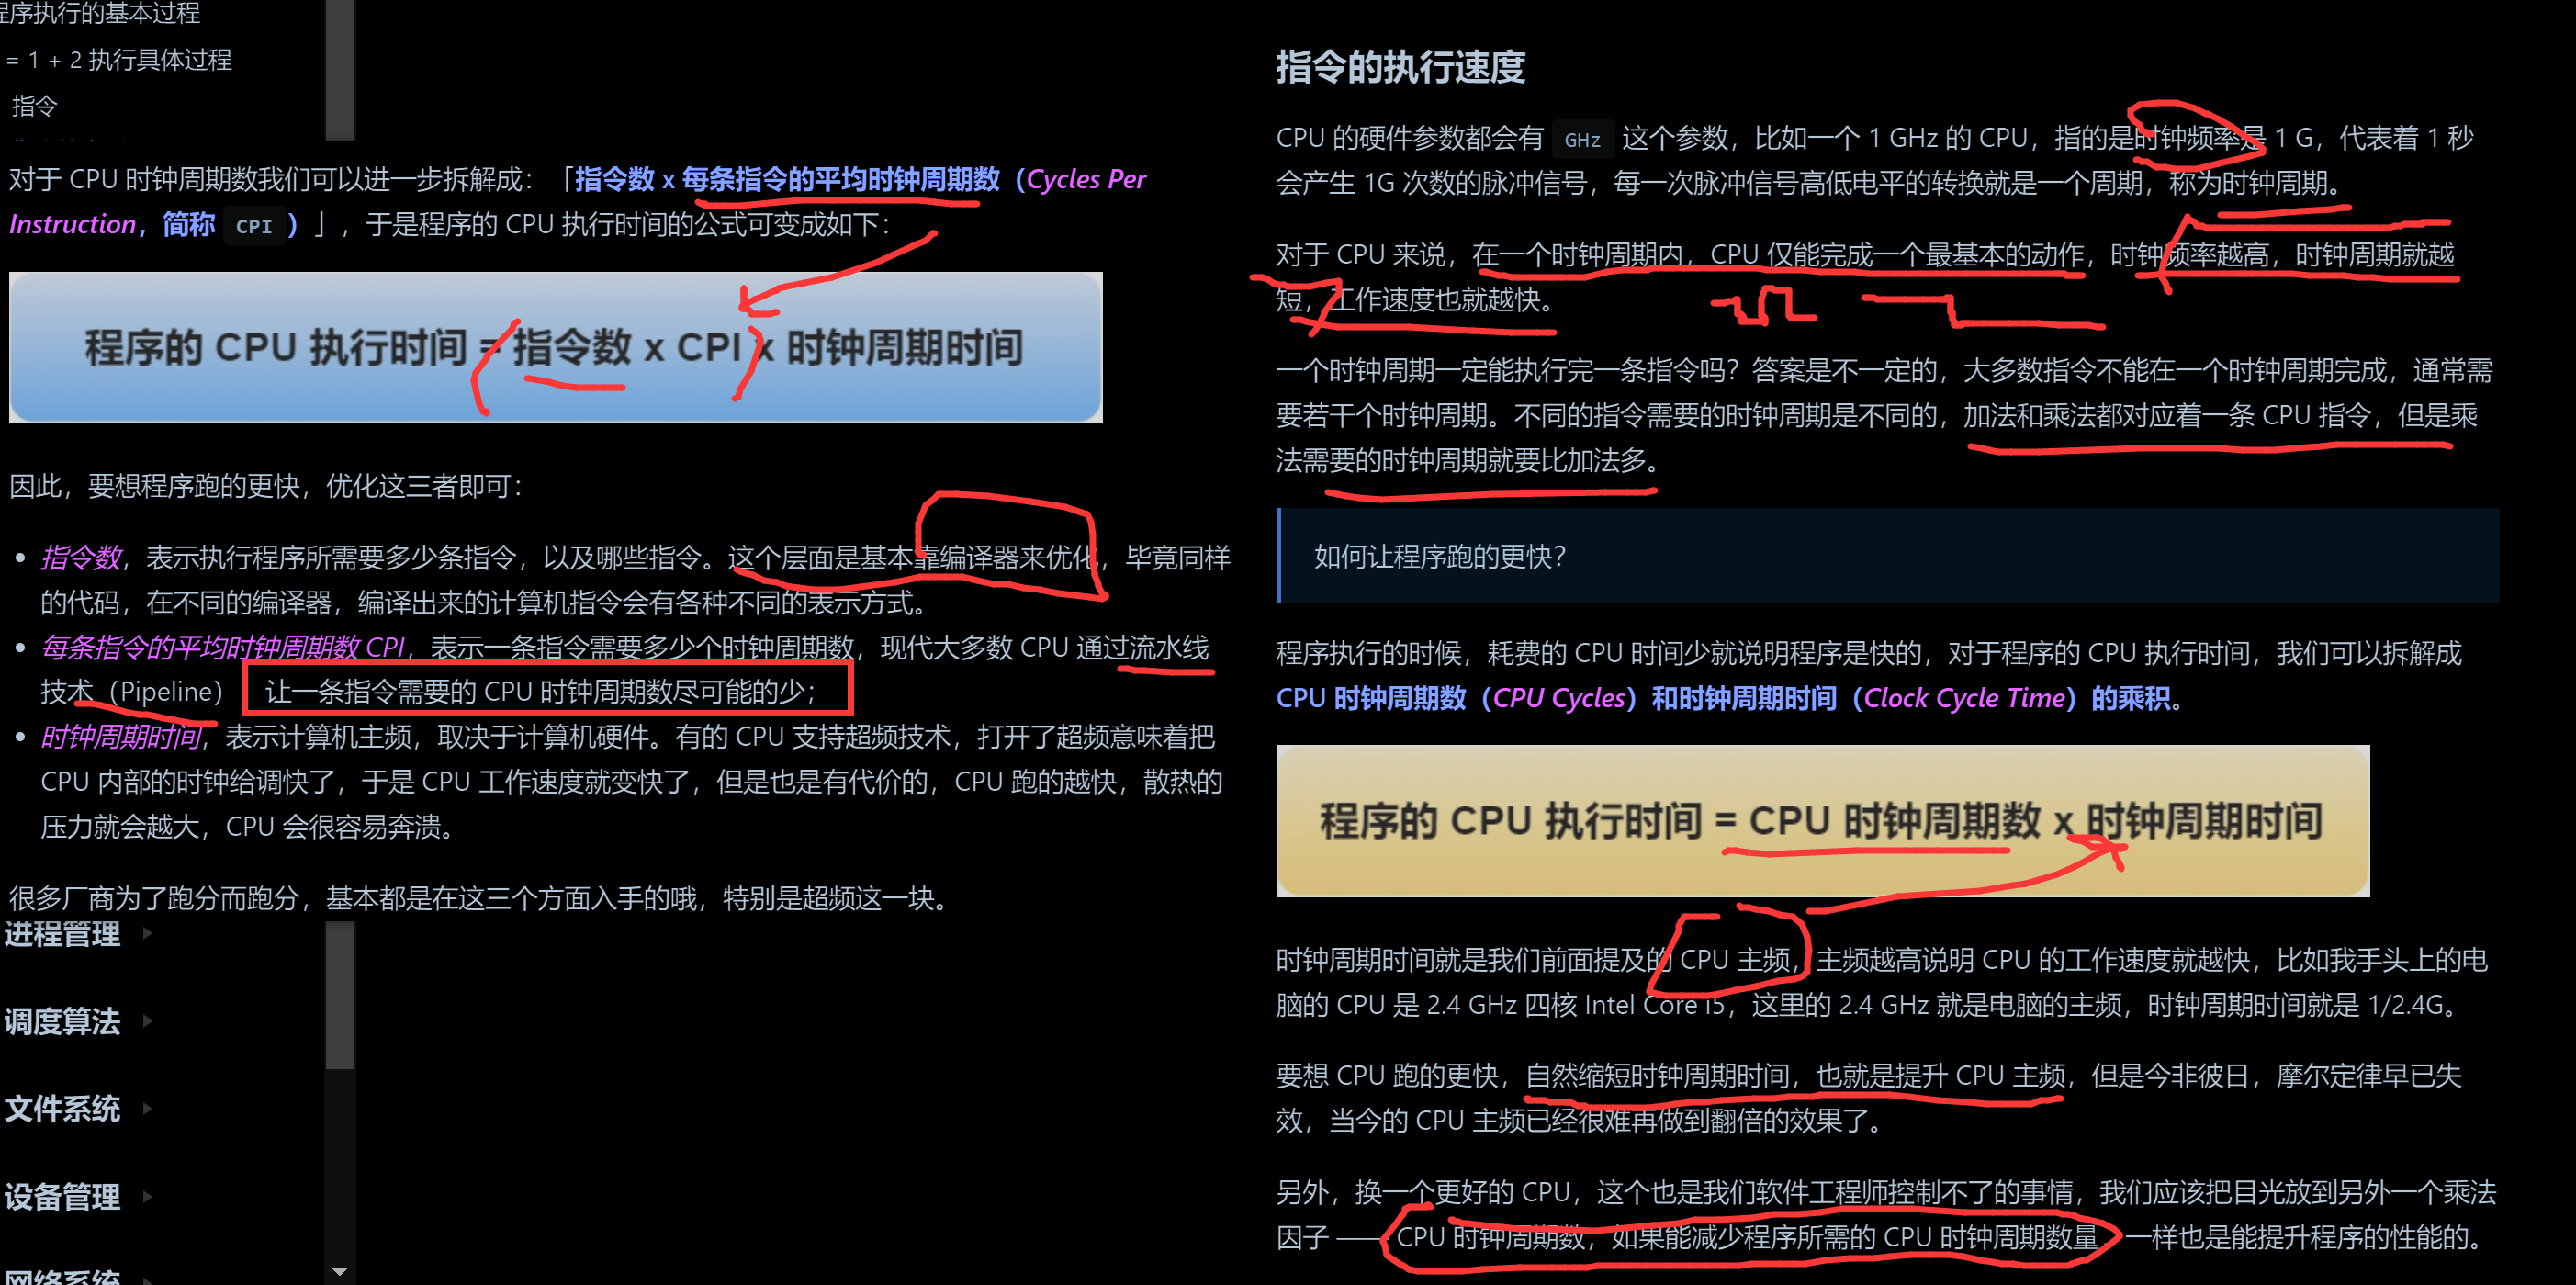 程序执行的基本过程
= 1 + 2 执行具体过程
指令
对于 CPU 时钟周期数我们可以进一步拆解成：「指令数 x 每条指令的平均时钟周期数（Cycles Per
Instruction，简称 CPI）」，于是程序的 CPU 执行时间的公式可变成如下：
程序的 CPU 执行时间 = 指令数 x CPI x 时钟周期时间
因此，要想程序跑的更快，优化这三者即可：
• 指令数，表示执行程序所需要多少条指令，以及哪些指令。这个层面是基本靠编译器来优化，毕竟同样
的代码，在不同的编译器，编译出来的计算机指令会有各种不同的表示方式。
• 每条指令的平均时钟周期数 CPI，表示一条指令需要多少个时钟周期数，现代大多数 CPU 通过流水线
技术（Pipeline） 让一条指令需要的 CPU 时钟周期数尽可能的少；
• 时钟周期时间，表示计算机主频，取决于计算机硬件。有的 CPU 支持超频技术，打开了超频意味着把
CPU 内部的时钟给调快了，于是 CPU 工作速度就变快了，但是也是有代价的，CPU 跑的越快，散热的
压力就会越大，CPU 会很容易奔溃。
很多厂商为了跑分而跑分，基本都是在这三个方面入手的哦，特别是超频这一块。
进程管理
调度算法
文件系统
设备管理
网络系统
指令的执行速度
CPU 的硬件参数都会有 GHz 这个参数，比如一个 1 GHz 的 CPU，指的是时钟频率是 1 G，代表着 1 秒
会产生 1G 次数的脉冲信号，每一次脉冲信号高低电平的转换就是一个周期，称为时钟周期。
对于 CPU 来说，在一个时钟周期内，CPU 仅能完成一个最基本的动作，时钟频率越高，时钟周期就越
短，工作速度也就越快。
一个时钟周期一定能执行完一条指令吗？答案是不一定的，大多数指令不能在一个时钟周期完成，通常需
要若干个时钟周期。不同的指令需要的时钟周期是不同的，加法和乘法都对应着一条 CPU 指令，但是乘
法需要的时钟周期就要比加法多。
如何让程序跑的更快？
程序执行的时候，耗费的 CPU 时间少就说明程序是快的，对于程序的 CPU 执行时间，我们可以拆解成
CPU 时钟周期数（CPU Cycles）和时钟周期时间（Clock Cycle Time）的乘积。
程序的 CPU 执行时间 = CPU 时钟周期数 x 时钟周期时间
时钟周期时间就是我们前面提及的 CPU 主频，主频越高说明 CPU 的工作速度就越快，比如我手头上的电
脑的 CPU 是 2.4 GHz 四核 Intel Core i5，这里的 2.4 GHz 就是电脑的主频，时钟周期时间就是 1/2.4G。
要想 CPU 跑的更快，自然缩短时钟周期时间，也就是提升 CPU 主频，但是今非彼日，摩尔定律早已失
效，当今的 CPU 主频已经很难再做到翻倍的效果了。
另外，换一个更好的 CPU，这个也是我们软件工程师控制不了的事情，我们应该把目光放到另外一个乘法
因子 —— CPU 时钟周期数，如果能减少程序所需的 CPU 时钟周期数量，一样也是能提升程序的性能的。